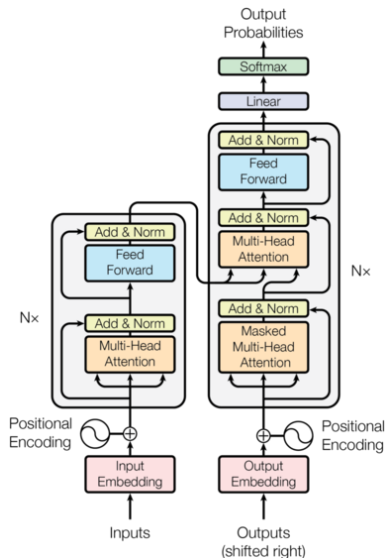 Output
Probabilities
Softmax
Linear
Add & Norm
Feed
Forward
Add & Norm
Multi-Head
Attention
Nx
Add & Norm
Masked
Multi-Head
Attention
Positional
Encoding
Output
Embedding
Outputs
(shifted right)
Add & Norm
Feed
Forward
Nx
Add & Norm
Multi-Head
Attention
Positional
Encoding
Input
Embedding
Inputs